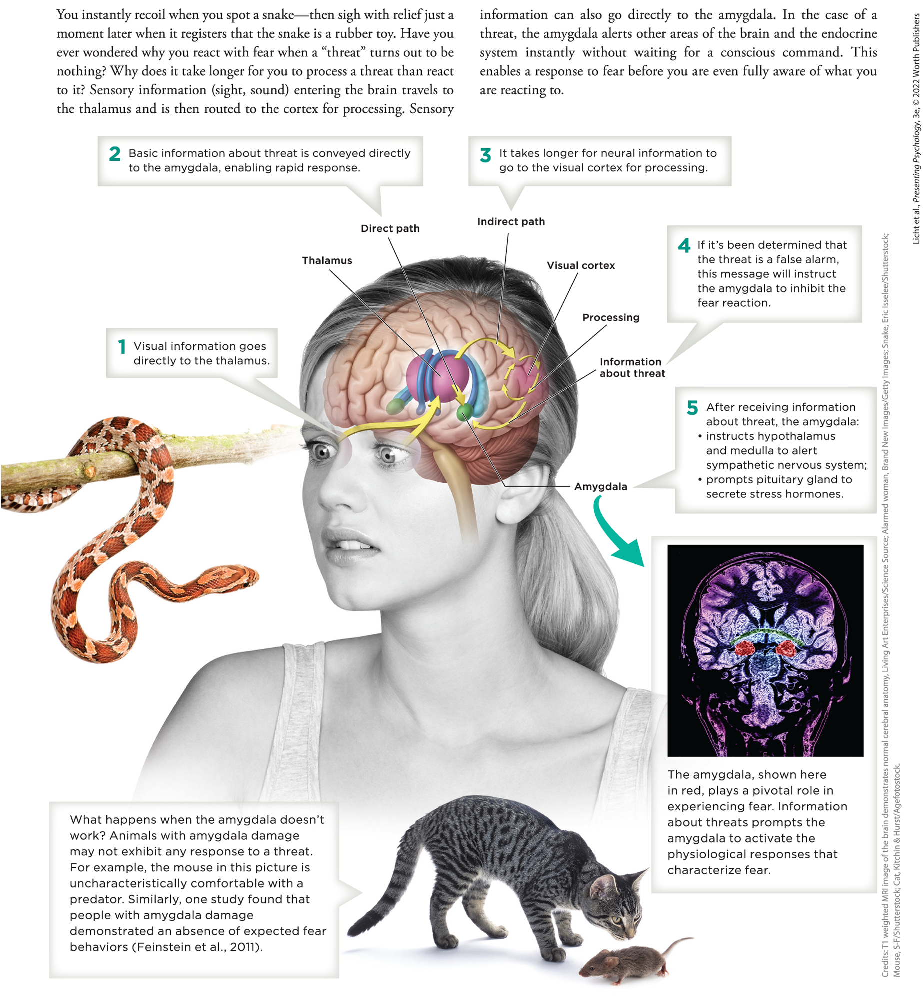 You instantly recoil when you spot a snake—then sigh with relief just a
moment later when it registers that the snake is a rubber toy. Have you
ever wondered why you react with fear when a “threat” turns out to be
nothing? Why does it take longer for you to process a threat than react
to it? Sensory information (sight, sound) entering the brain travels to
the thalamus and is then routed to the cortex for processing. Sensory
information can also go directly to the amygdala. In the case of a
threat, the amygdala alerts other areas of the brain and the endocrine
system instantly without waiting for a conscious command. This
enables a response to fear before you are even fully aware of what you
are reacting to.
2 Basic information about threat is conveyed directly
to the amygdala, enabling rapid response.
3 It takes longer for neural information to
go to the visual cortex for processing.
Direct path
Indirect path
Thalamus
Visual cortex
4 If it’s been determined that
the threat is a false alarm,
this message will instruct
the amygdala to inhibit the
fear reaction.
Processing
1 Visual information goes
directly to the thalamus.
Information
about threat
5 After receiving information
about threat, the amygdala:
• instructs hypothalamus
and medulla to alert
sympathetic nervous system;
• prompts pituitary gland to
secrete stress hormones.
Amygdala
The amygdala, shown here
in red, plays a pivotal role in
experiencing fear. Information
about threats prompts the
amygdala to activate the
physiological responses that
characterize fear.
What happens when the amygdala doesn’t
work? Animals with amygdala damage
may not exhibit any response to a threat.
For example, the mouse in this picture is
uncharacteristically comfortable with a
predator. Similarly, one study found that
people with amygdala damage
demonstrated an absence of expected fear
behaviors (Feinstein et al., 2011).
Licht et al., Presenting Psychology, 3e, © 2022 Worth Publishers
Credits: T1 weighted MRI image of the brain demonstrates normal cerebral anatomy, Living Art Enterprises/Science Source; Alarmed woman, Brand New Images/Getty Images; Snake, Eric Isselee/Shutterstock;
Mouse, S-F/Shutterstock; Cat, Kitchin & Hurst/Agefotostock.